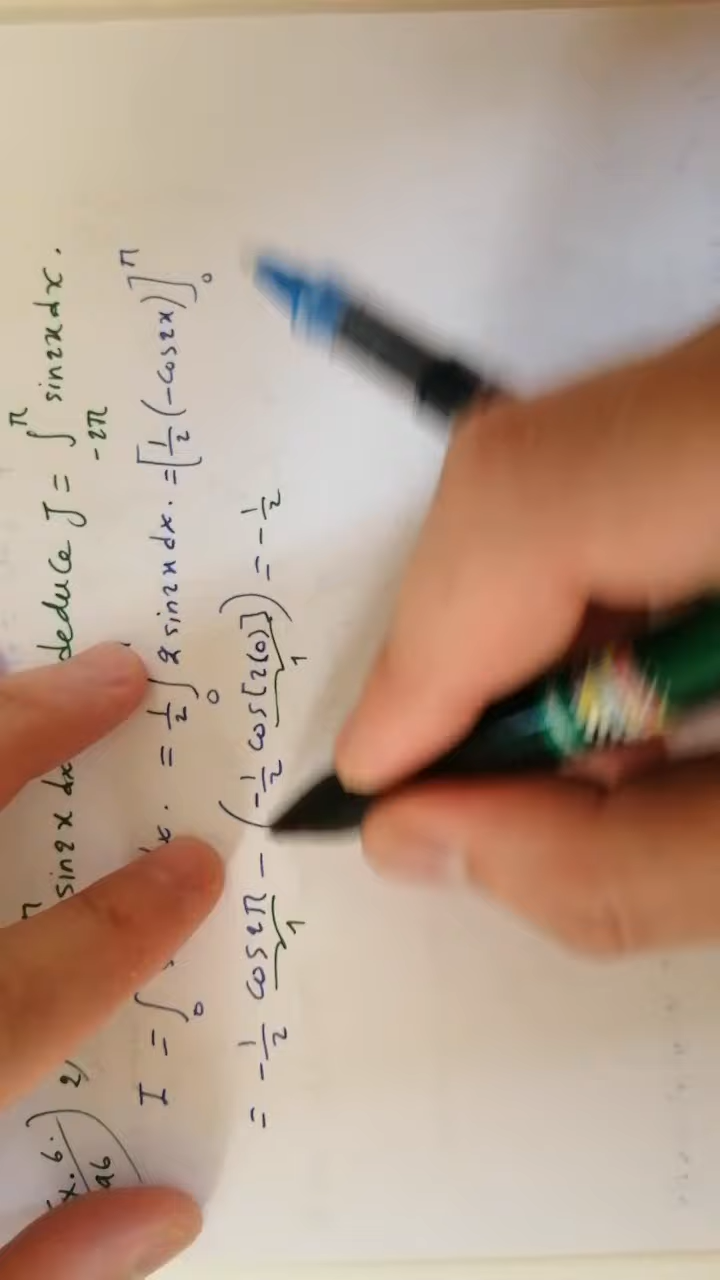 x. 6. 2) π sin2x dx deduce J = ∫_{-2π}^{π} sin2x dx.
96
I = ∫_0 x. = 1/2 ∫_0 2 sin2x dx. = [1/2 (-cos2x)]_0^π
= -1/2 cos2π - (-1/2 cos[2(0)]) = -1/2
1 1